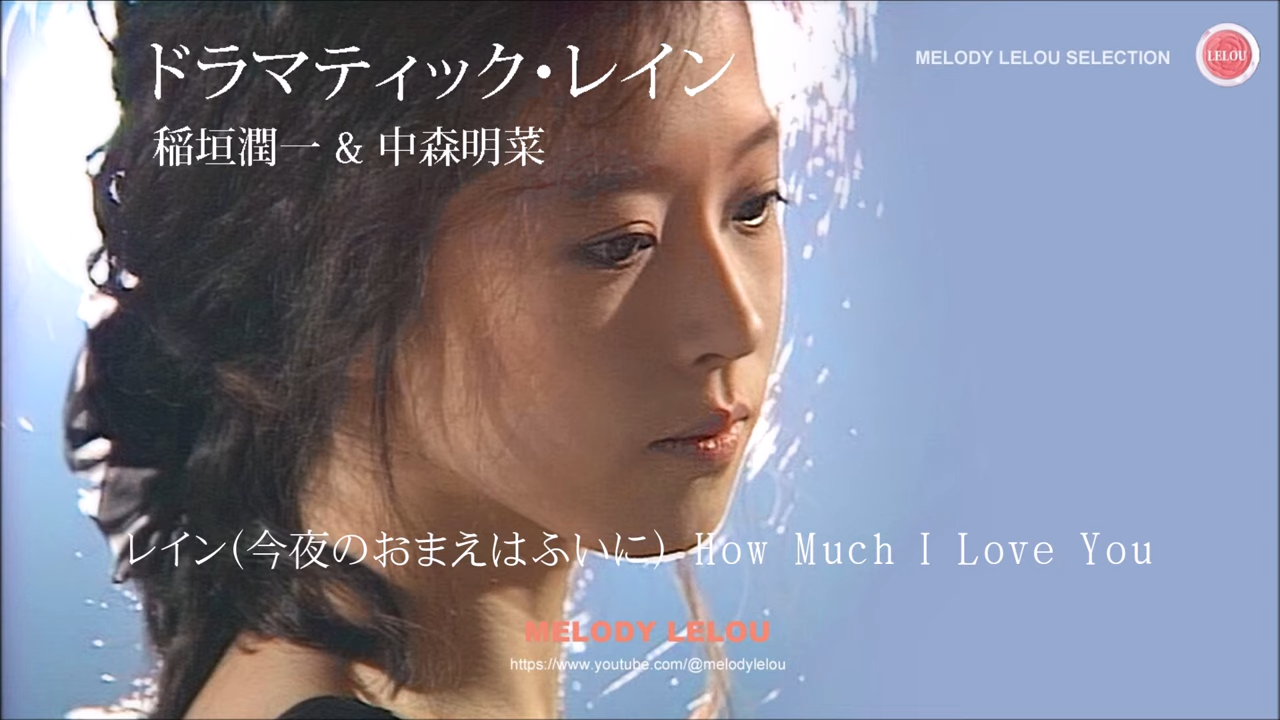 ドラマティック・レイン
MELODY LELOU SELECTION
LELOU
稲垣潤一 & 中森明菜
レイン(今夜のおまえはふいに) How Much I Love You
MELODY LELOU
https://www.youtube.com/@melodylelou